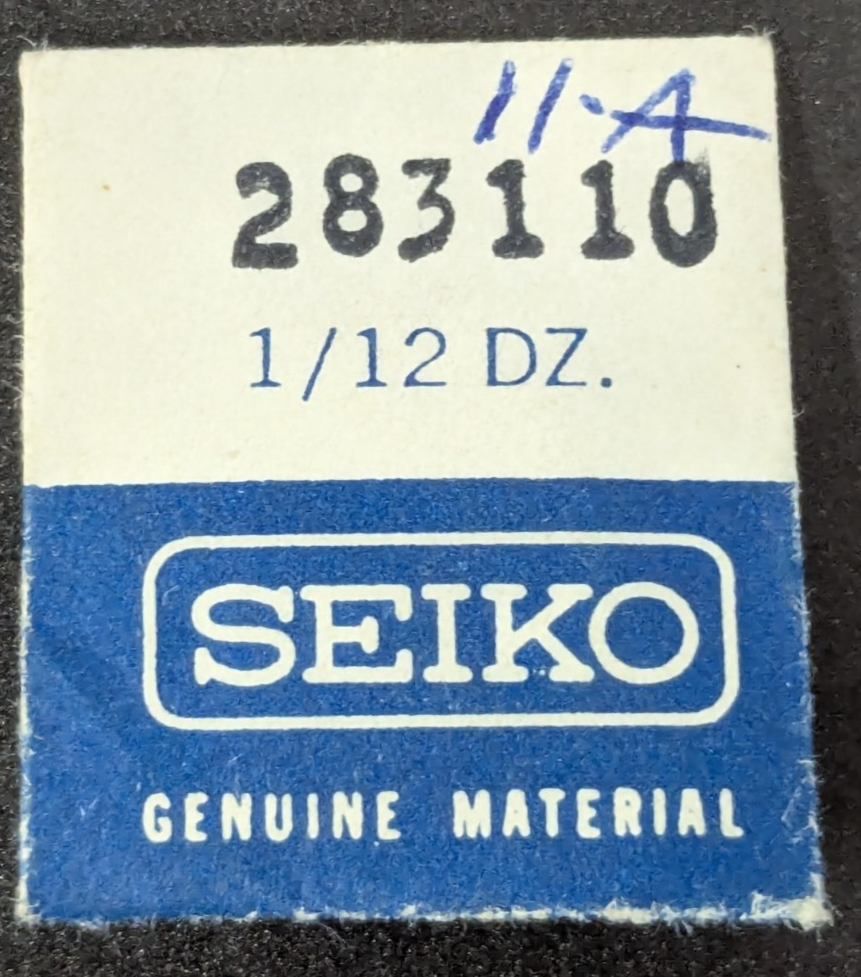 11-A
283110
1/12 DZ.
SEIKO
GENUINE MATERIAL